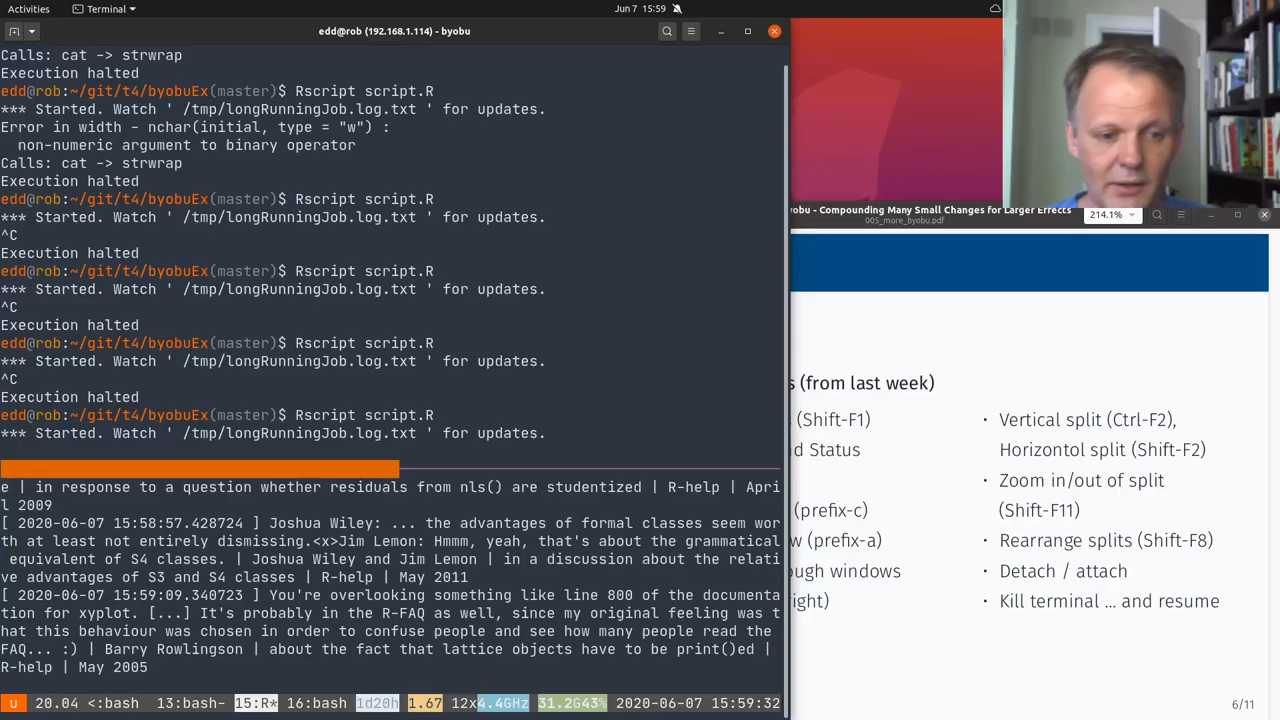 Activities
Terminal
Jun 7 15:59
edd@rob (192.168.1.114) - byobu
Calls: cat -> strwrap
Execution halted
edd@rob:~/git/t4/byobuEx(master)$ Rscript script.R
*** Started. Watch ' /tmp/longRunningJob.log.txt ' for updates.
Error in width - nchar(initial, type = "w") :
  non-numeric argument to binary operator
Calls: cat -> strwrap
Execution halted
edd@rob:~/git/t4/byobuEx(master)$ Rscript script.R
*** Started. Watch ' /tmp/longRunningJob.log.txt ' for updates.
^C
Execution halted
edd@rob:~/git/t4/byobuEx(master)$ Rscript script.R
*** Started. Watch ' /tmp/longRunningJob.log.txt ' for updates.
^C
Execution halted
edd@rob:~/git/t4/byobuEx(master)$ Rscript script.R
*** Started. Watch ' /tmp/longRunningJob.log.txt ' for updates.
^C
Execution halted
edd@rob:~/git/t4/byobuEx(master)$ Rscript script.R
*** Started. Watch ' /tmp/longRunningJob.log.txt ' for updates.
e | in response to a question whether residuals from nls() are studentized | R-help | Apri
l 2009
[ 2020-06-07 15:58:57.428724 ] Joshua Wiley: ... the advantages of formal classes seem wor
th at least not entirely dismissing.<x>Jim Lemon: Hmmm, yeah, that's about the grammatical
 equivalent of S4 classes. | Joshua Wiley and Jim Lemon | in a discussion about the relati
ve advantages of S3 and S4 classes | R-help | May 2011
[ 2020-06-07 15:59:09.340723 ] You're overlooking something like line 800 of the documenta
tion for xyplot. [...] It's probably in the R-FAQ as well, since my original feeling was t
hat this behaviour was chosen in order to confuse people and see how many people read the
FAQ... :) | Barry Rowlingson | about the fact that lattice objects have to be print()ed |
R-help | May 2005
u 20.04 <:bash 13:bash- 15:R* 16:bash 1d20h 1.67 12x4.4GHz 31.2G43% 2020-06-07 15:59:32
yobu - Compounding Many Small Changes for Larger Effects
005_more_byobu.pdf
214.1%
s (from last week)
(Shift-F1)
nd Status
(prefix-c)
w (prefix-a)
ough windows
right)
· Vertical split (Ctrl-F2),
Horizontol split (Shift-F2)
· Zoom in/out of split
(Shift-F11)
· Rearrange splits (Shift-F8)
· Detach / attach
· Kill terminal ... and resume
6/11